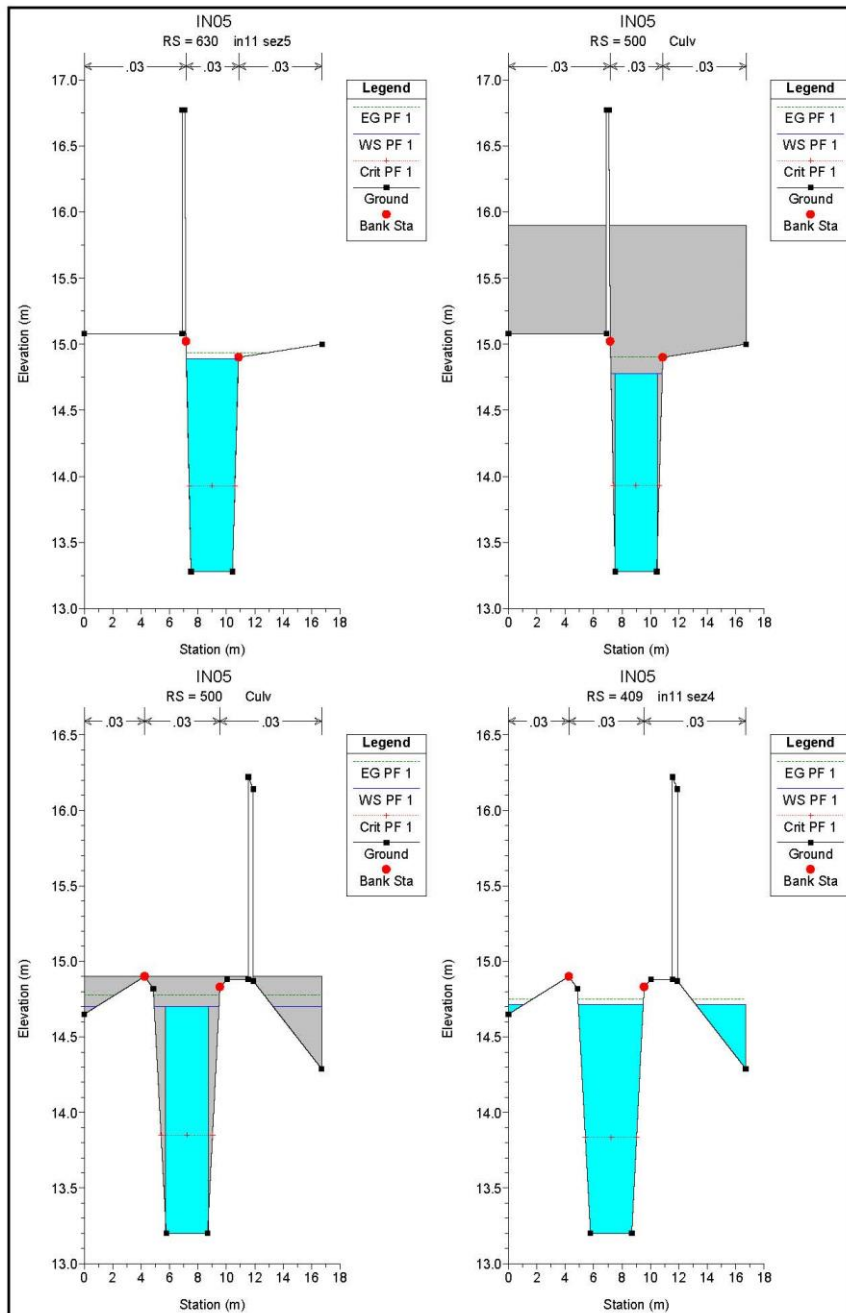 IN05
RS = 630 in11 sez5
.03 .03 .03
Legend
EG PF 1
WS PF 1
Crit PF 1
Ground
Bank Sta
17.0
16.5
16.0
15.5
15.0
14.5
14.0
13.5
13.0
Elevation (m)
0 2 4 6 8 10 12 14 16 18
Station (m)
IN05
RS = 500 Culv
.03 .03 .03
Legend
EG PF 1
WS PF 1
Crit PF 1
Ground
Bank Sta
17.0
16.5
16.0
15.5
15.0
14.5
14.0
13.5
13.0
Elevation (m)
0 2 4 6 8 10 12 14 16 18
Station (m)
IN05
RS = 500 Culv
.03 .03 .03
Legend
EG PF 1
WS PF 1
Crit PF 1
Ground
Bank Sta
16.5
16.0
15.5
15.0
14.5
14.0
13.5
13.0
Elevation (m)
0 2 4 6 8 10 12 14 16 18
Station (m)
IN05
RS = 409 in11 sez4
.03 .03 .03
Legend
EG PF 1
WS PF 1
Crit PF 1
Ground
Bank Sta
16.5
16.0
15.5
15.0
14.5
14.0
13.5
13.0
Elevation (m)
0 2 4 6 8 10 12 14 16 18
Station (m)